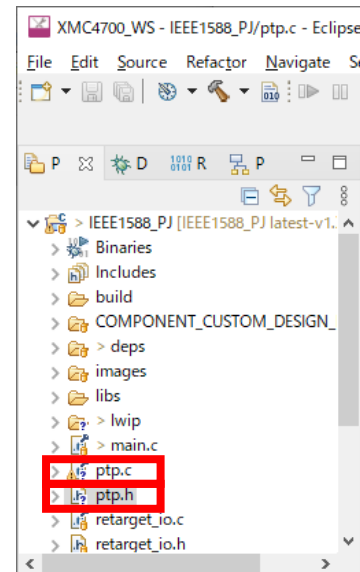 XMC4700_WS - IEEE1588_PJ/ptp.c - Eclipse
File Edit Source Refactor Navigate Se
P D R P
> IEEE1588_PJ [IEEE1588_PJ latest-v1.
Binaries
Includes
build
COMPONENT_CUSTOM_DESIGN_
> deps
images
libs
> lwip
> main.c
ptp.c
ptp.h
retarget_io.c
retarget_io.h